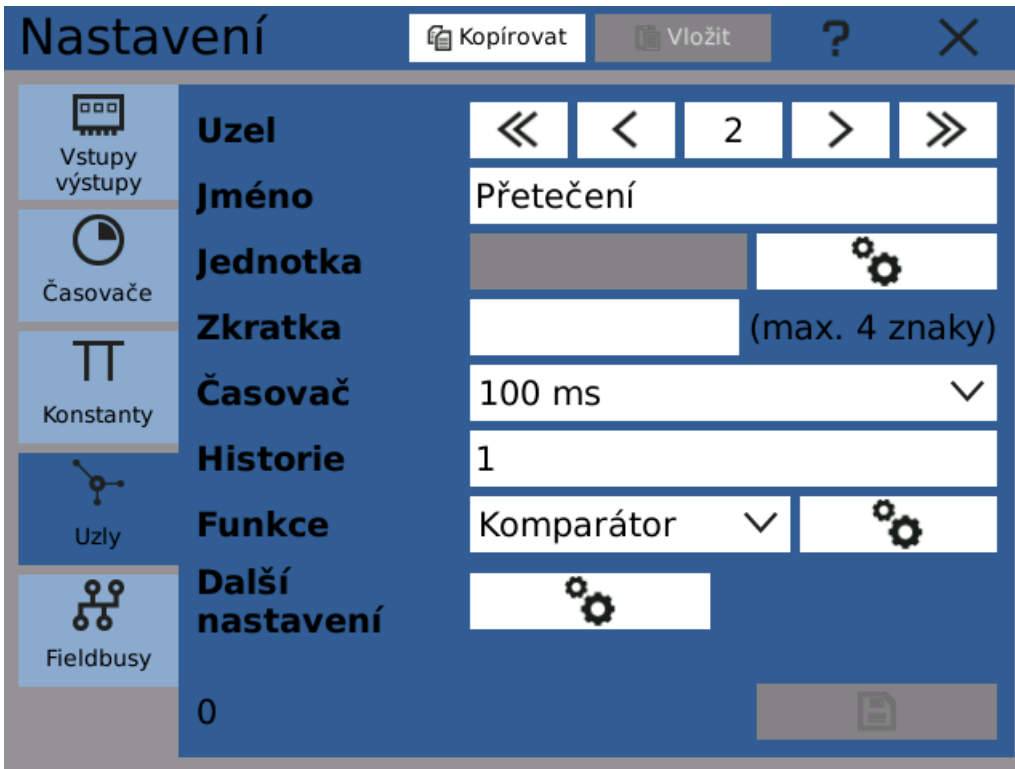 Nastavení
Kopírovat
Vložit
?
Vstupy
výstupy
Časovače
Konstanty
Uzly
Fieldbusy
Uzel
2
Jméno
Přetečení
Jednotka
Zkratka
(max. 4 znaky)
Časovač
100 ms
Historie
1
Funkce
Komparátor
Další
nastavení
0